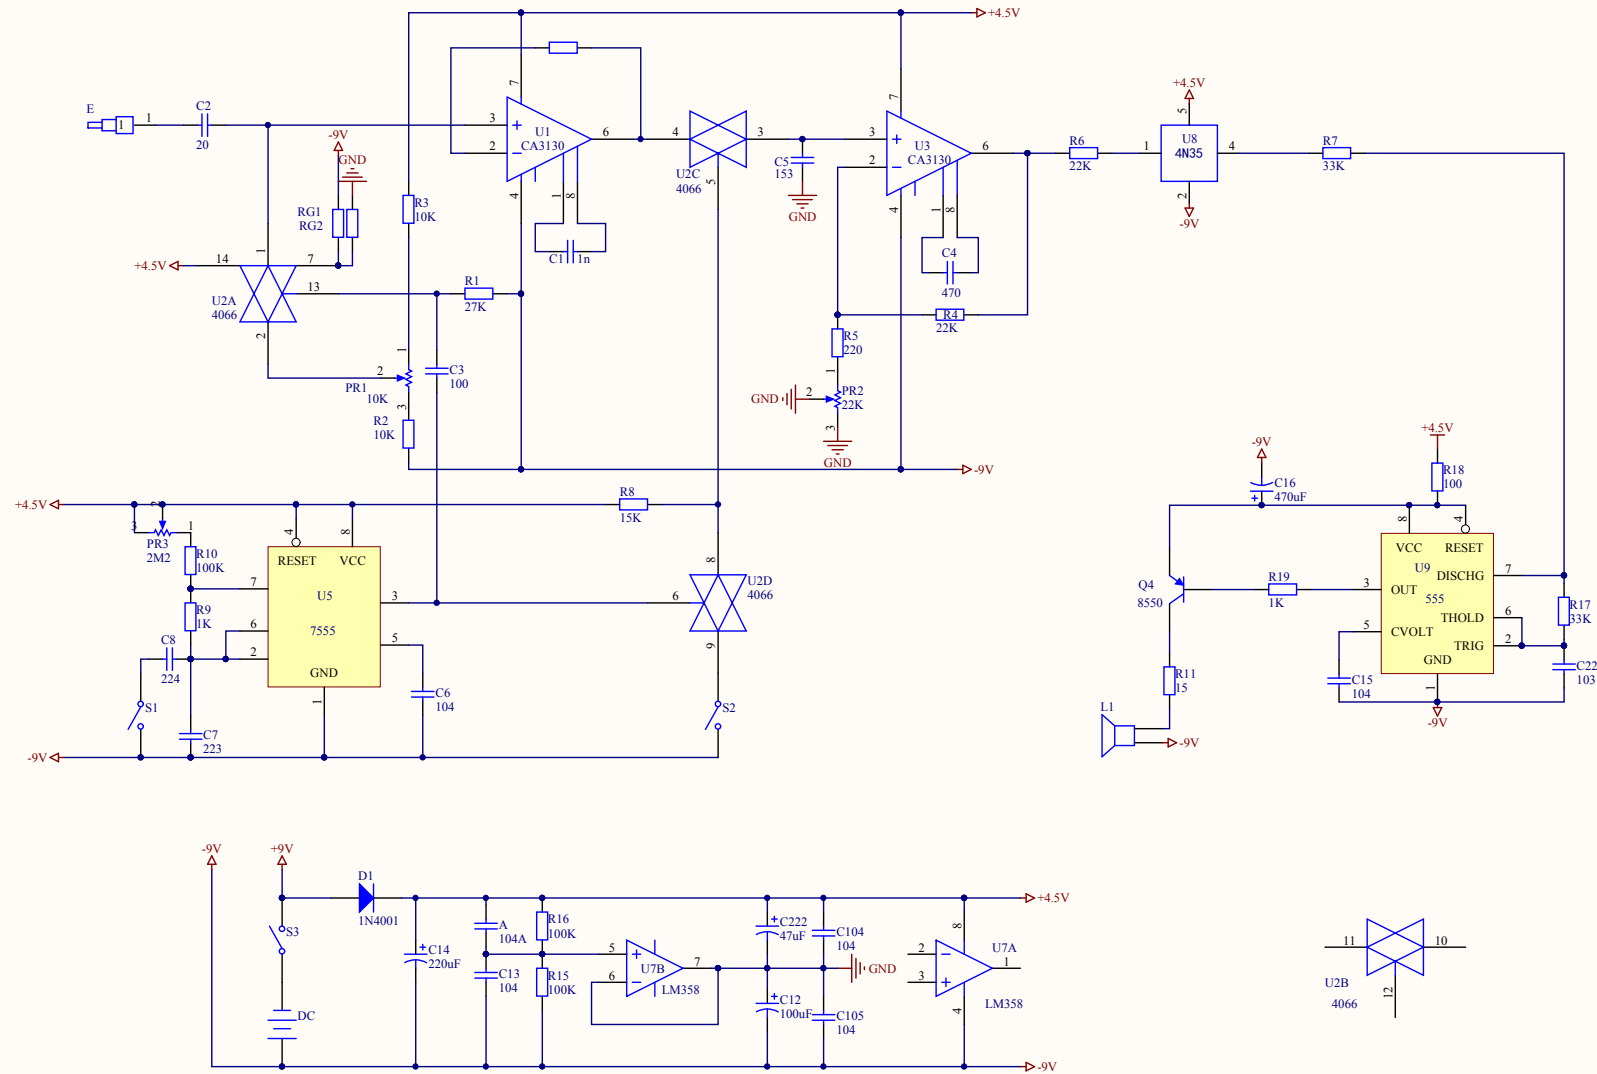 +4.5V
7
E
1
1
C2
20
3
2
U1
CA3130
6
4
1
8
C1
1n
-9V
GND
RG1
RG2
R3
10K
4
3
U2C
4066
5
C5
153
GND
7
3
2
U3
CA3130
6
4
1
8
C4
470
R6
22K
+4.5V
5
U8
4N35
1
4
2
-9V
R7
33K
+4.5V
14
1
7
13
U2A
4066
2
R1
27K
1
2
PR1
10K
3
C3
100
R2
10K
R4
22K
R5
220
1
GND
2
PR2
22K
3
GND
-9V
+4.5V
2
3
1
PR3
2M2
R10
100K
4
8
RESET
VCC
U5
7555
GND
7
6
2
3
5
1
R9
1K
C8
224
S1
C7
223
C6
104
-9V
R8
15K
8
U2D
4066
6
9
S2
-9V
C16
470uF
+4.5V
R18
100
8
4
VCC
RESET
U9
555
DISCHG
OUT
THOLD
CVOLT
TRIG
GND
7
3
6
5
2
1
-9V
Q4
8550
R19
1K
R17
33K
C22
103
C15
104
R11
15
L1
-9V
-9V
+9V
D1
1N4001
S3
DC
C14
220uF
A
104A
C13
104
R16
100K
R15
100K
5
6
U7B
LM358
7
C222
47uF
C104
104
GND
C12
100uF
C105
104
+4.5V
8
2
3
U7A
1
LM358
4
-9V
11
10
U2B
4066
12